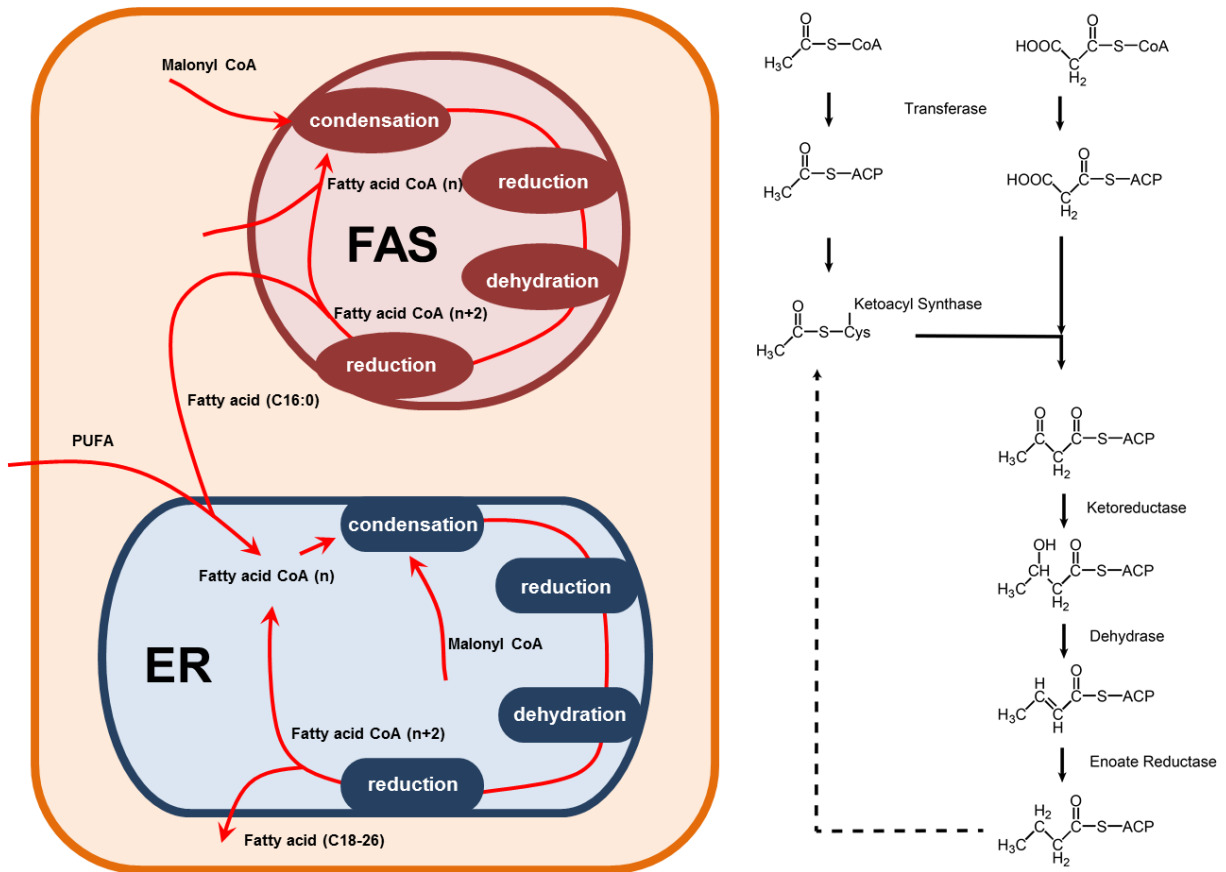 Malonyl CoA
condensation
Fatty acid CoA (n)
reduction
FAS
dehydration
Fatty acid CoA (n+2)
reduction
Fatty acid (C16:0)
PUFA
condensation
Fatty acid CoA (n)
reduction
Malonyl CoA
ER
dehydration
Fatty acid CoA (n+2)
reduction
Fatty acid (C18-26)
O
C S CoA
H3C
O
HOOC C S CoA
C
H2
Transferase
O
C S ACP
H3C
O
HOOC C S ACP
C
H2
Ketoacyl Synthase
O
C S Cys
H3C
O O
C C S ACP
H3C C
H2
Ketoreductase
OH O
CH C S ACP
H3C C
H2
Dehydrase
H O
C C S ACP
H3C C
H
Enoate Reductase
H2 O
C C S ACP
H3C C
H2